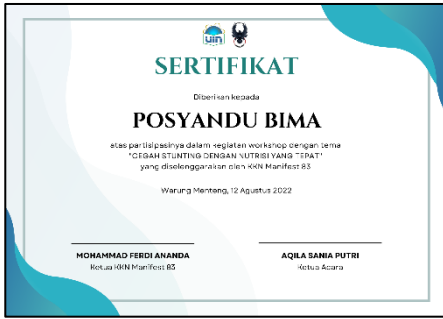 uin
SERTIFIKAT
Diberikan kepada
POSYANDU BIMA
atas partisipasinya dalam kegiatan workshop dengan tema
"CEGAH STUNTING DENGAN NUTRISI YANG TEPAT"
yang diselenggarakan oleh KKN Manifest 83
Warung Menteng, 12 Agustus 2022
MOHAMMAD FERDI ANANDA
Ketua KKN Manifest 83
AQILA SANIA PUTRI
Ketua Acara